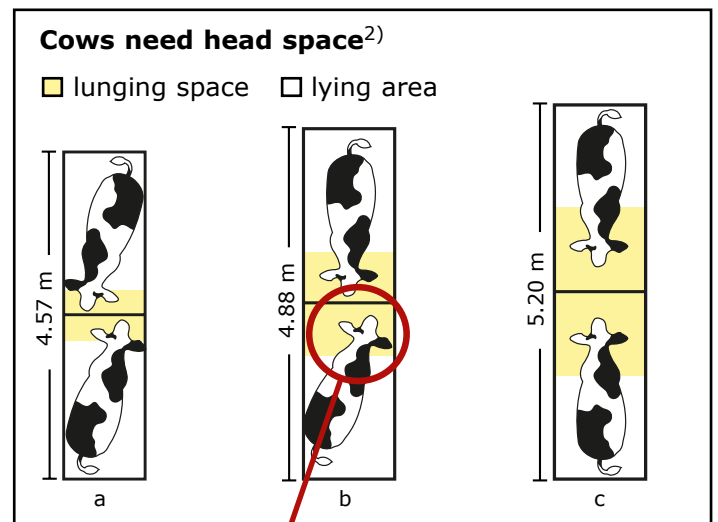 Cows need head space2)
lunging space lying area
4.57 m
4.88 m
5.20 m
a
b
c